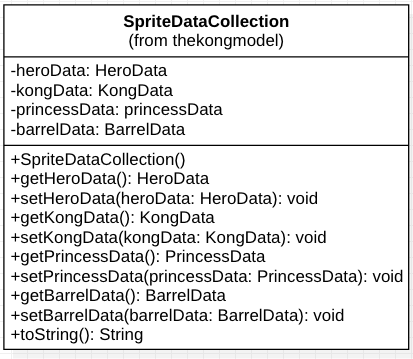 SpriteDataCollection
(from thekongmodel)
-heroData: HeroData
-kongData: KongData
-princessData: princessData
-barrelData: BarrelData
+SpriteDataCollection()
+getHeroData(): HeroData
+setHeroData(heroData: HeroData): void
+getKongData(): KongData
+setKongData(kongData: KongData): void
+getPrincessData(): PrincessData
+setPrincessData(princessData: PrincessData): void
+getBarrelData(): BarrelData
+setBarrelData(barrelData: BarrelData): void
+toString(): String